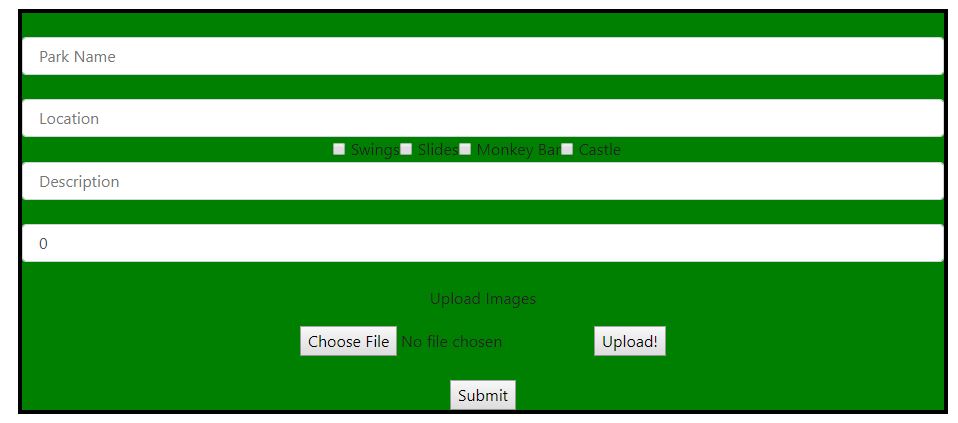 Park Name
Location
Swings Slides Monkey Bar Castle
Description
0
Upload Images
Choose File No file chosen Upload!
Submit